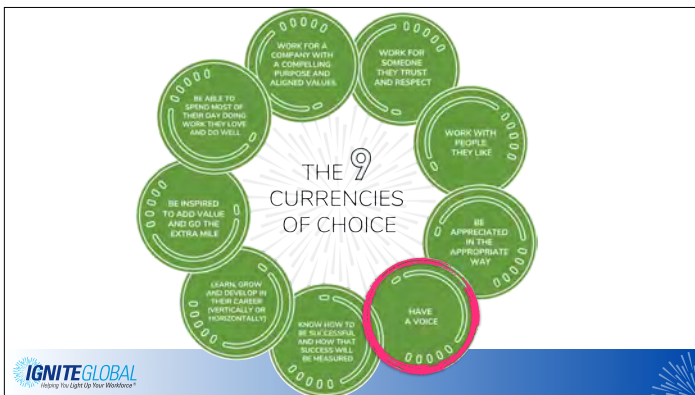 WORK FOR A
COMPANY WITH
A COMPELLING
PURPOSE AND
ALIGNED VALUES
WORK FOR
SOMEONE
THEY TRUST
AND RESPECT
BE ABLE TO
SPEND MOST OF
THEIR DAY DOING
WORK THEY LOVE
AND DO WELL
WORK WITH
PEOPLE
THEY LIKE
THE 9
CURRENCIES
OF CHOICE
BE INSPIRED
TO ADD VALUE
AND GO THE
EXTRA MILE
BE
APPRECIATED
IN THE
APPROPRIATE
WAY
LEARN, GROW
AND DEVELOP IN
THEIR CAREER
(VERTICALLY OR
HORIZONTALLY)
HAVE
A VOICE
KNOW HOW TO
BE SUCCESSFUL
AND HOW THAT
SUCCESS WILL
BE MEASURED
IGNITEGLOBAL
Helping You Light Up Your Workforce®